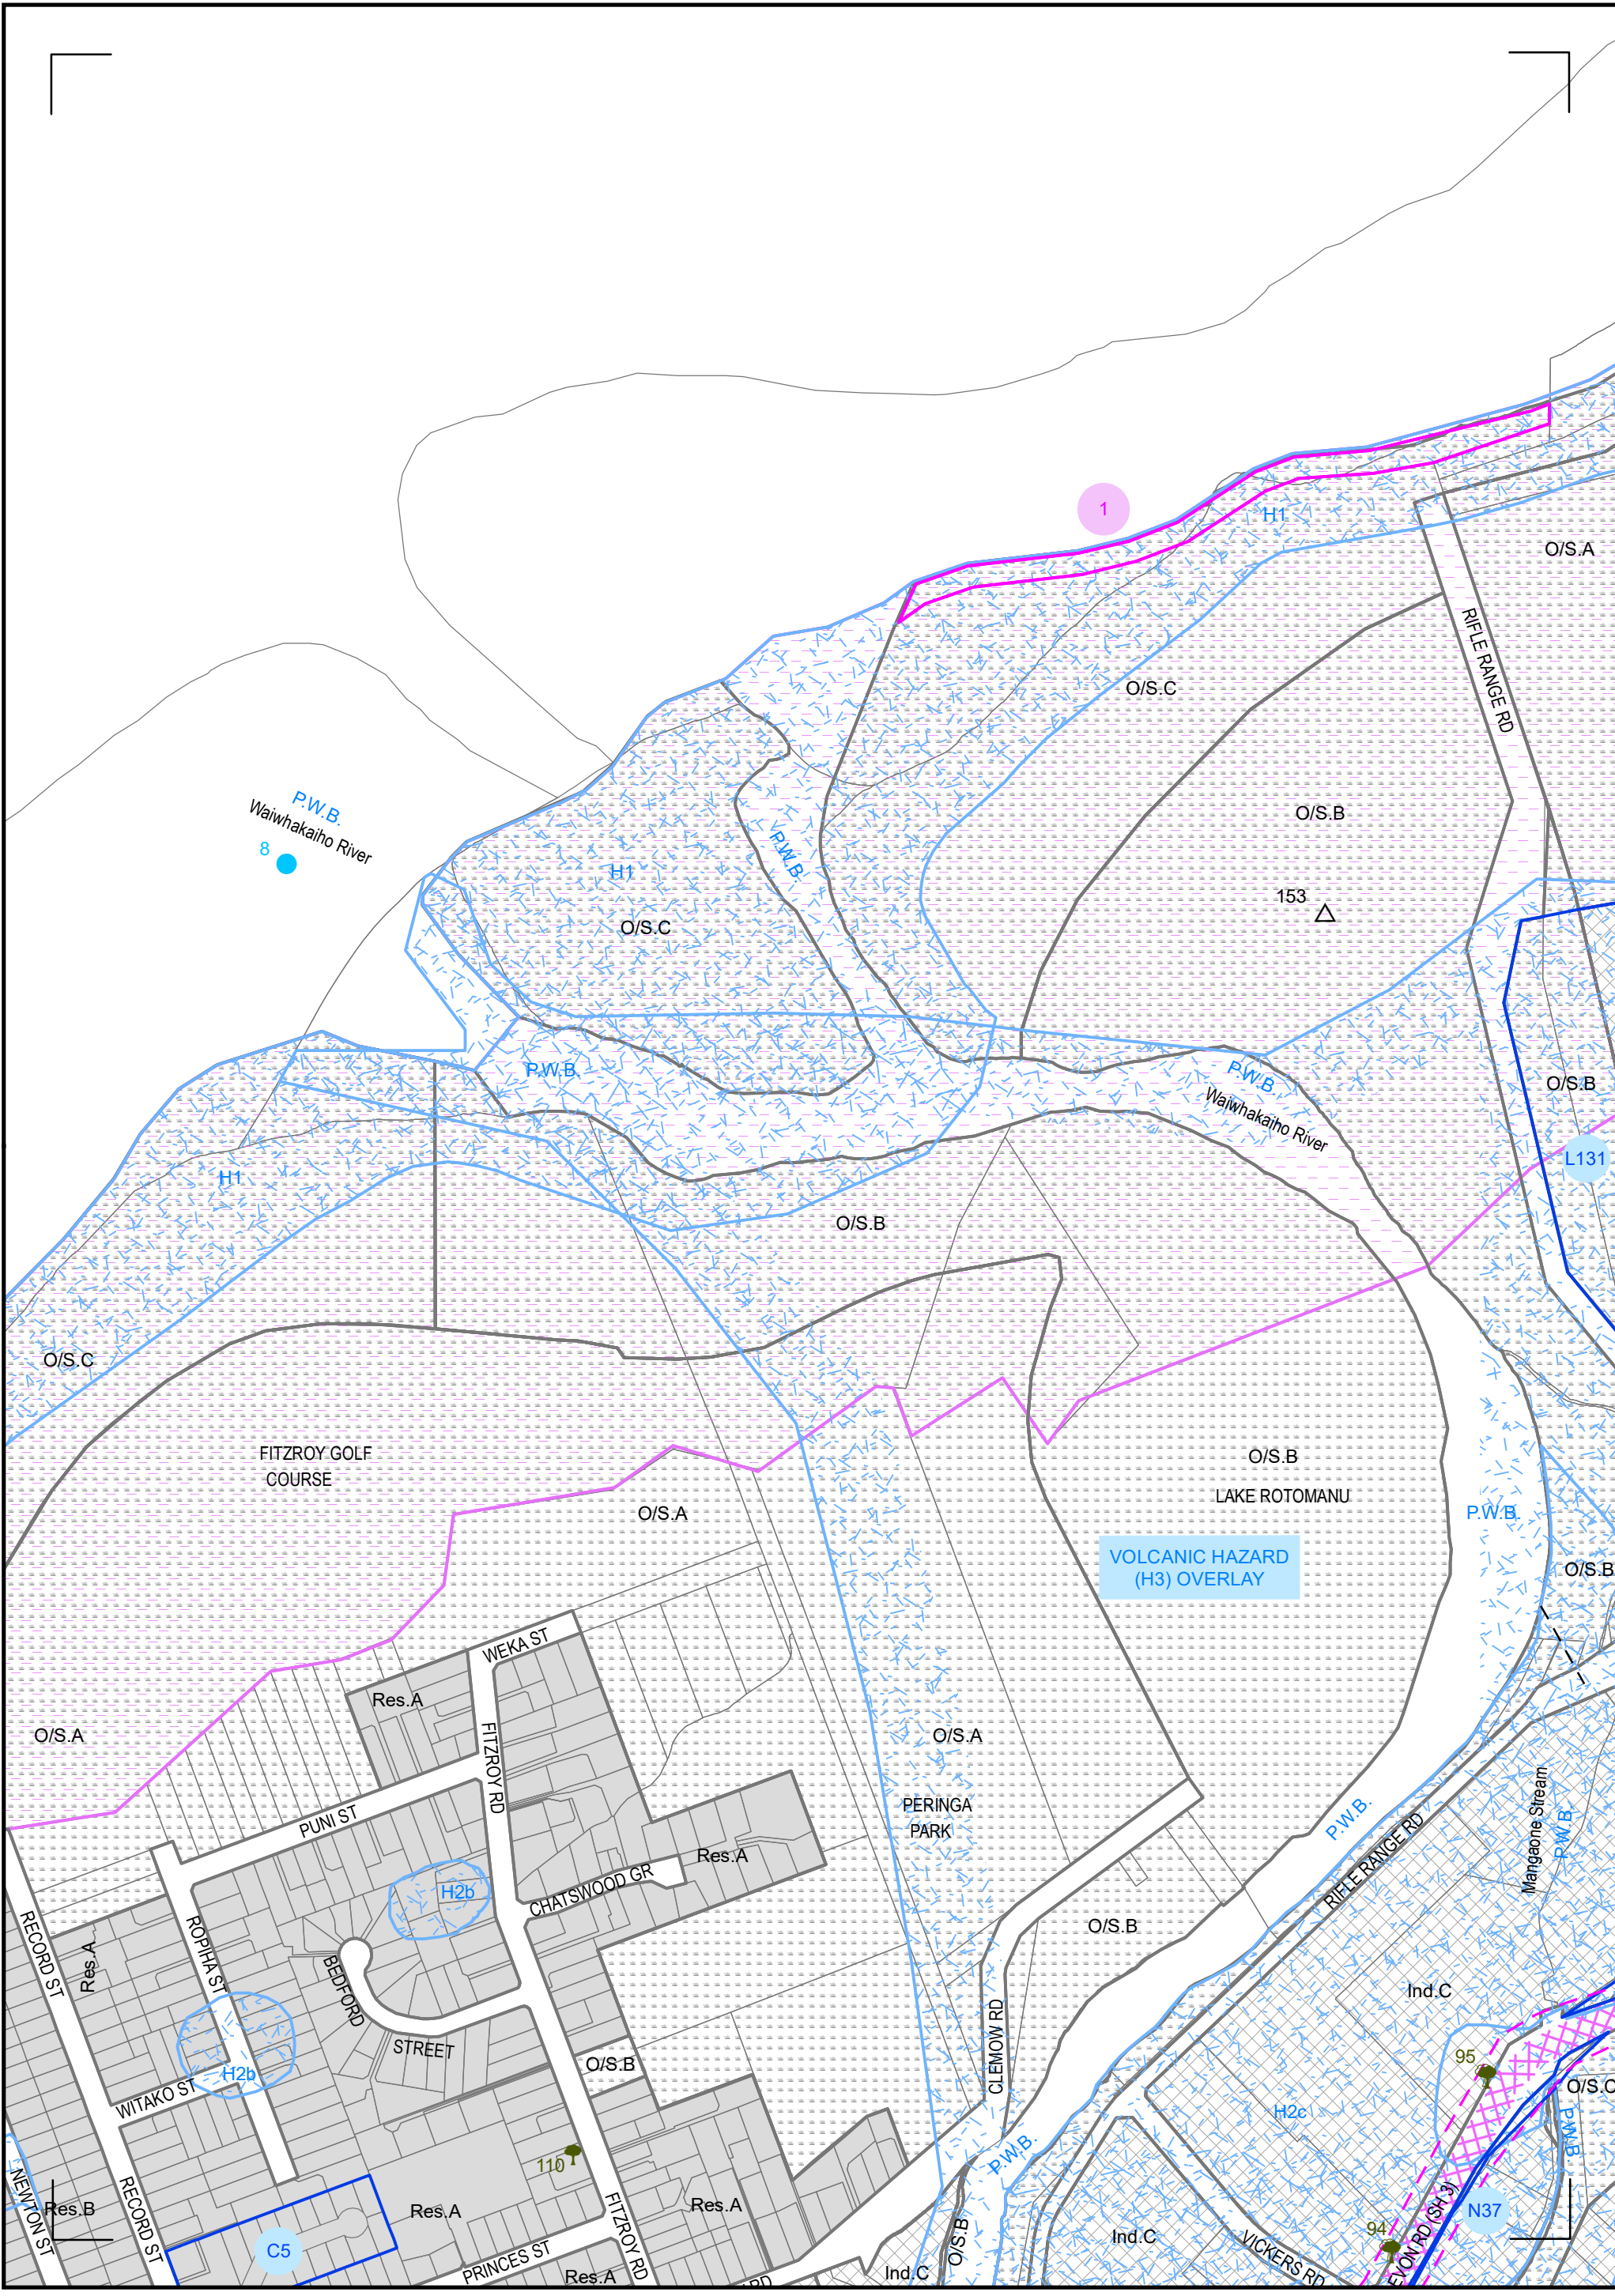 1
H1
O/S.A
RIFLE RANGE RD
O/S.C
P.W.B.
Waiwhakaiho River
8
O/S.B
P.W.B.
H1
153
O/S.C
P.W.B.
P.W.B.
Waiwhakaiho River
O/S.B
L131
H1
O/S.B
O/S.C
FITZROY GOLF
COURSE
O/S.B
LAKE ROTOMANU
O/S.A
P.W.B.
VOLCANIC HAZARD
(H3) OVERLAY
O/S.B
WEKA ST
Res.A
O/S.A
FITZROY RD
O/S.A
PERINGA
PARK
PUNI ST
P.W.B.
RIFLE RANGE RD
Mangaone Stream
P.W.B.
Res.A
H2b
CHATSWOOD GR
O/S.B
RECORD ST
Res.A
ROPIHA ST
BEDFORD
STREET
Ind.C
CLEMOW RD
O/S.B
95
O/S.C
H2b
WITAKO ST
H2c
P.W.B.
P.W.B.
110
NEWTON ST
Res.B
RECORD ST
Res.A
FITZROY RD
Res.A
N37
94
C5
PRINCES ST
Res.A
O/S.B
Ind.C
Ind.C
VICKERS RD
EVON RD (SH 3)